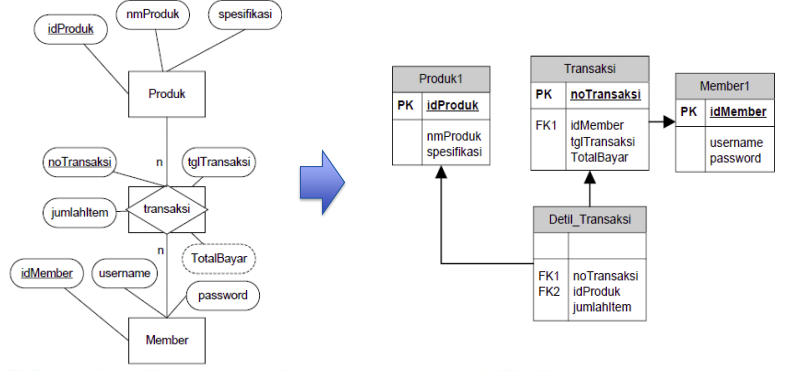 nmProduk
spesifikasi
idProduk
Produk
n
noTransaksi
tglTransaksi
jumlahItem
transaksi
n
TotalBayar
idMember
username
password
Member
Produk1
PK idProduk
nmProduk
spesifikasi
Transaksi
PK noTransaksi
FK1 idMember
tglTransaksi
TotalBayar
Member1
PK idMember
username
password
Detil_Transaksi
FK1 noTransaksi
FK2 idProduk
jumlahItem